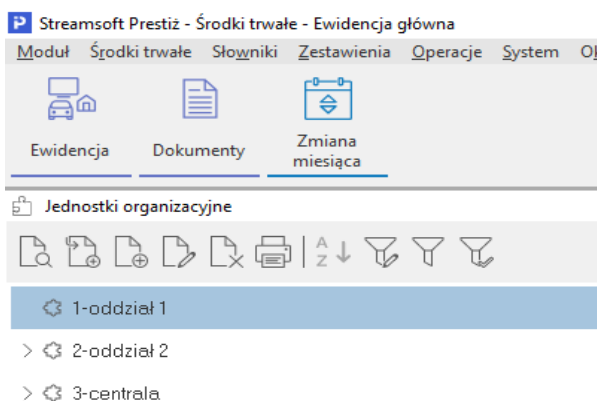 Streamsoft Prestiż - Środki trwałe - Ewidencja główna
Moduł Środki trwałe Słowniki Zestawienia Operacje System
Ewidencja Dokumenty Zmiana miesiąca
Jednostki organizacyjne
1-oddział 1
2-oddział 2
3-centrala